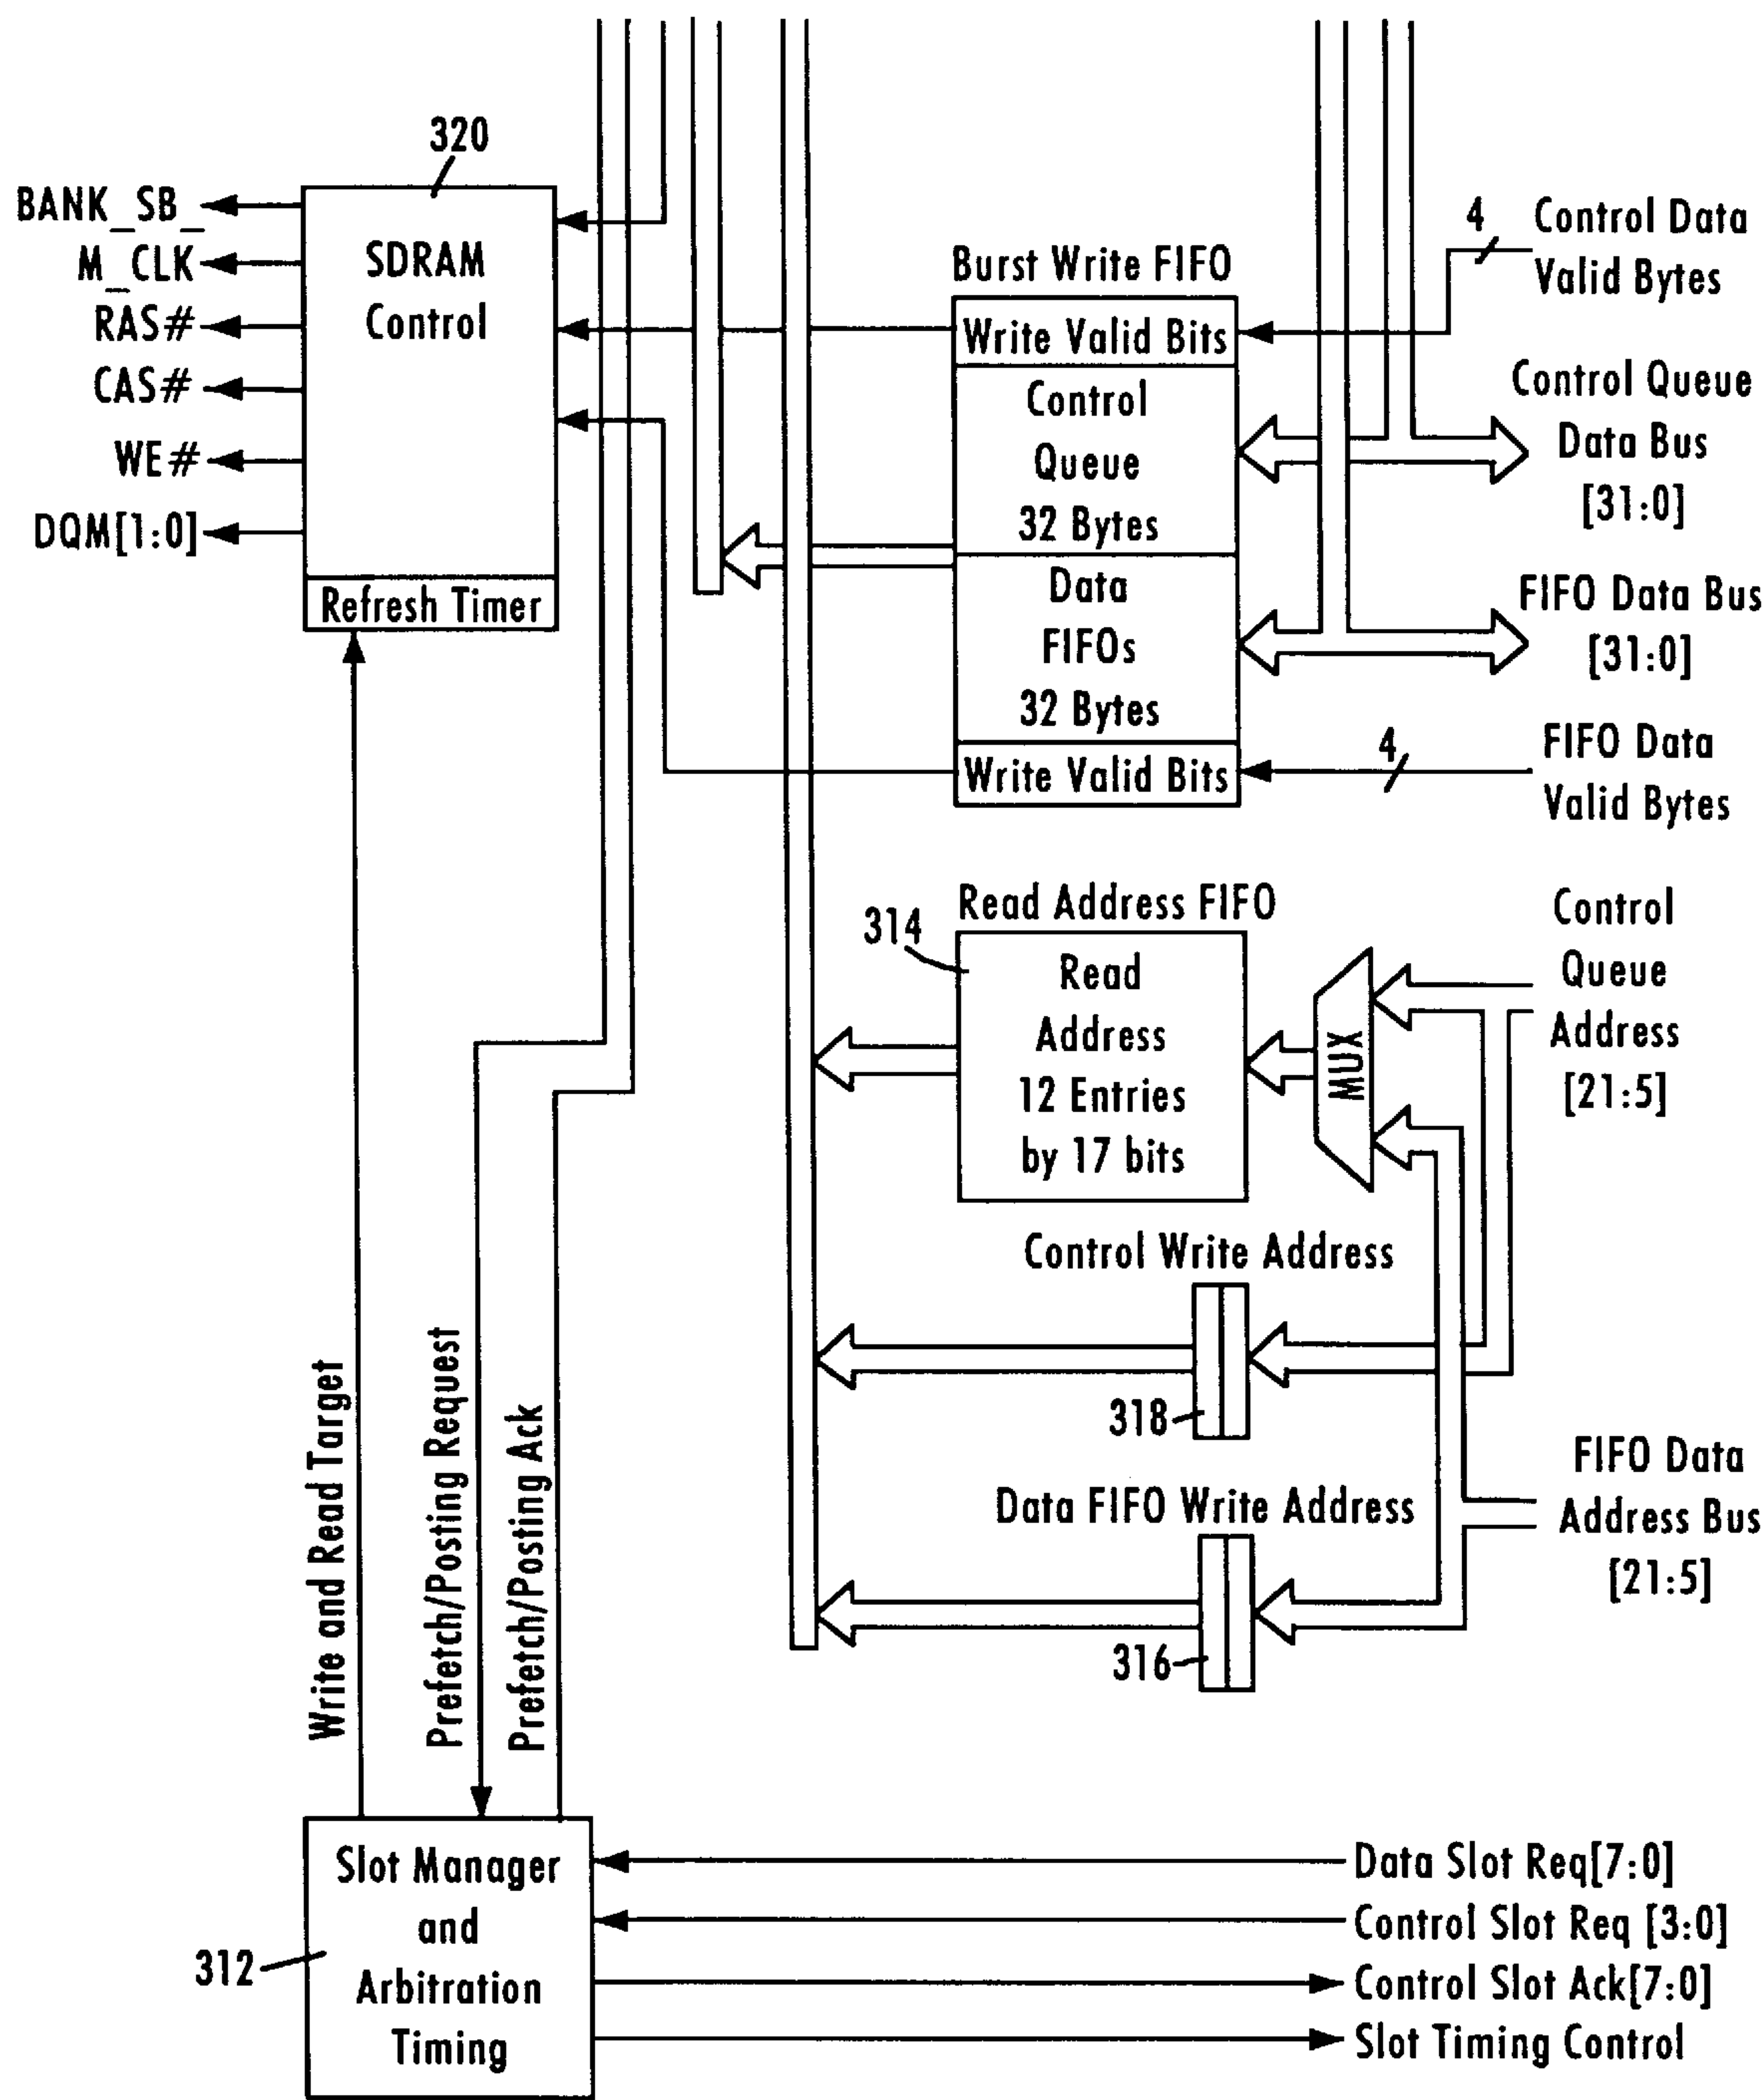 320
BANK_SB_
M_CLK
RAS#
CAS#
WE#
DQM[1:0]
SDRAM
Control
Refresh Timer
Burst Write FIFO
Write Valid Bits
Control
Queue
32 Bytes
Data
FIFOs
32 Bytes
Write Valid Bits
4
Control Data
Valid Bytes
Control Queue
Data Bus
[31:0]
FIFO Data Bus
[31:0]
4
FIFO Data
Valid Bytes
Read Address FIFO
314
Read
Address
12 Entries
by 17 bits
MUX
Control
Queue
Address
[21:5]
Control Write Address
318
Data FIFO Write Address
316
FIFO Data
Address Bus
[21:5]
Write and Read Target
Prefetch/Posting Request
Prefetch/Posting Ack
312
Slot Manager
and
Arbitration
Timing
Data Slot Req[7:0]
Control Slot Req [3:0]
Control Slot Ack[7:0]
Slot Timing Control